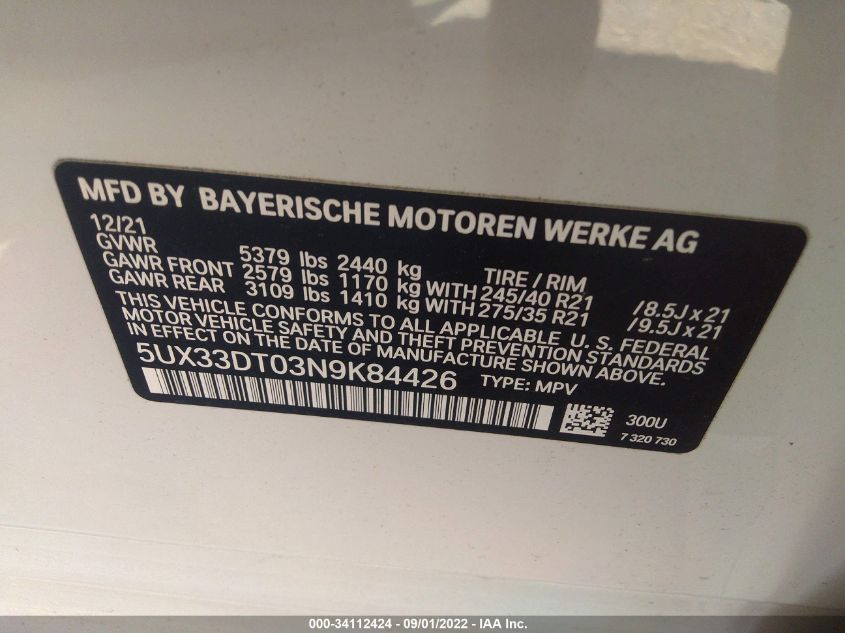 MFD BY BAYERISCHE MOTOREN WERKE AG
12/21
GVWR 5379 lbs 2440 kg TIRE / RIM
GAWR FRONT 2579 lbs 1170 kg WITH 245/40 R21 /8.5J x 21
GAWR REAR 3109 lbs 1410 kg WITH 275/35 R21 /9.5J x 21
THIS VEHICLE CONFORMS TO ALL APPLICABLE U. S. FEDERAL
MOTOR VEHICLE SAFETY AND THEFT PREVENTION STANDARDS
IN EFFECT ON THE DATE OF MANUFACTURE SHOWN ABOVE.
5UX33DT03N9K84426 TYPE: MPV
300U
7 320 730
000-34112424 - 09/01/2022 - IAA Inc.